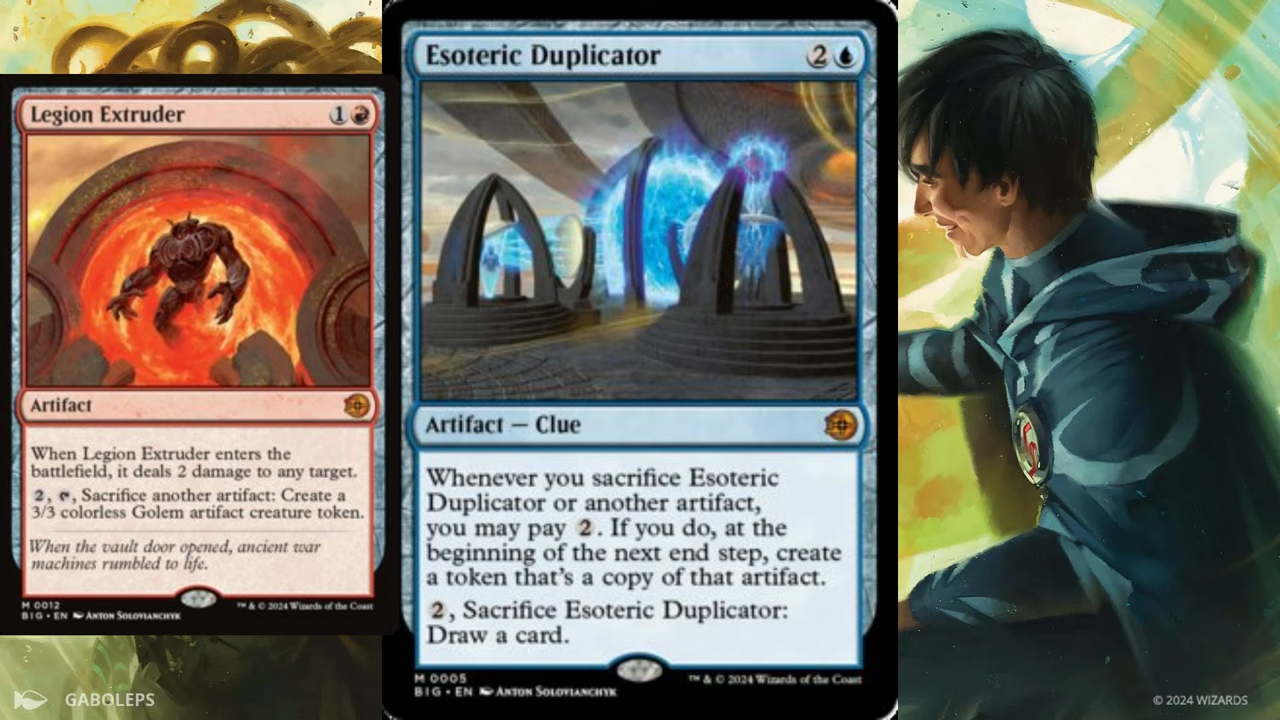 Legion Extruder 1
Artifact
When Legion Extruder enters the
battlefield, it deals 2 damage to any target.
2, , Sacrifice another artifact: Create a
3/3 colorless Golem artifact creature token.
When the vault door opened, ancient war
machines rumbled to life.
M 0012
BIG • EN ANTON SOLOVIANCHYK
™ & © 2024 Wizards of the Coast
Esoteric Duplicator 2
Artifact — Clue
Whenever you sacrifice Esoteric
Duplicator or another artifact,
you may pay 2. If you do, at the
beginning of the next end step, create
a token that's a copy of that artifact.
2, Sacrifice Esoteric Duplicator:
Draw a card.
M 0005
BIG • EN ANTON SOLOVIANCHYK
™ & © 2024 Wizards of the Coast
GABOLEPS
© 2024 WIZARDS